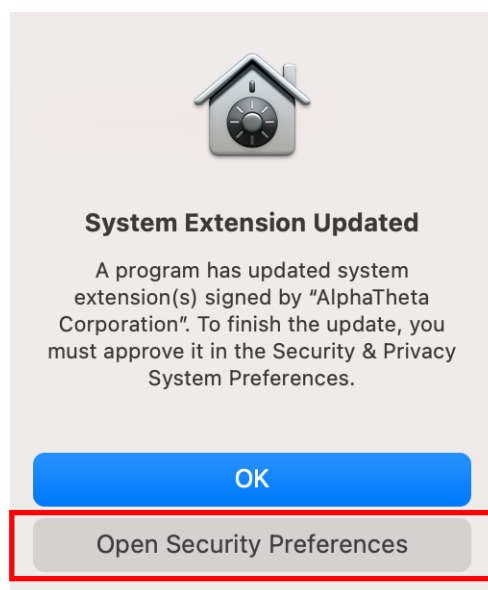 System Extension Updated
A program has updated system
extension(s) signed by “AlphaTheta
Corporation”. To finish the update, you
must approve it in the Security & Privacy
System Preferences.
OK
Open Security Preferences